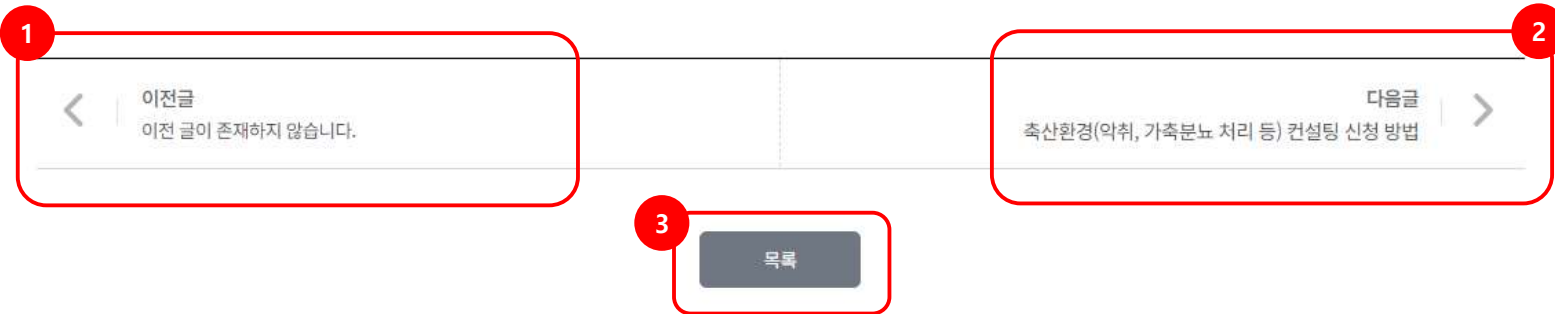 1
이전글
이전 글이 존재하지 않습니다.
2
다음글
축산환경(악취, 가축분뇨 처리 등) 컨설팅 신청 방법
3
목록